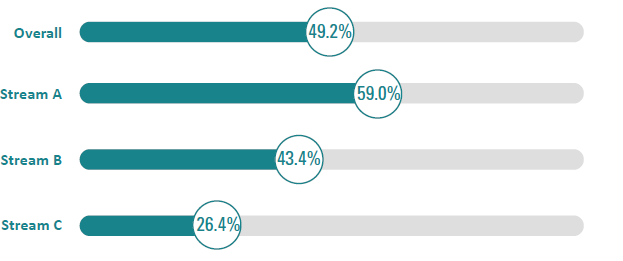 Overall 49.2%
Stream A 59.0%
Stream B 43.4%
Stream C 26.4%